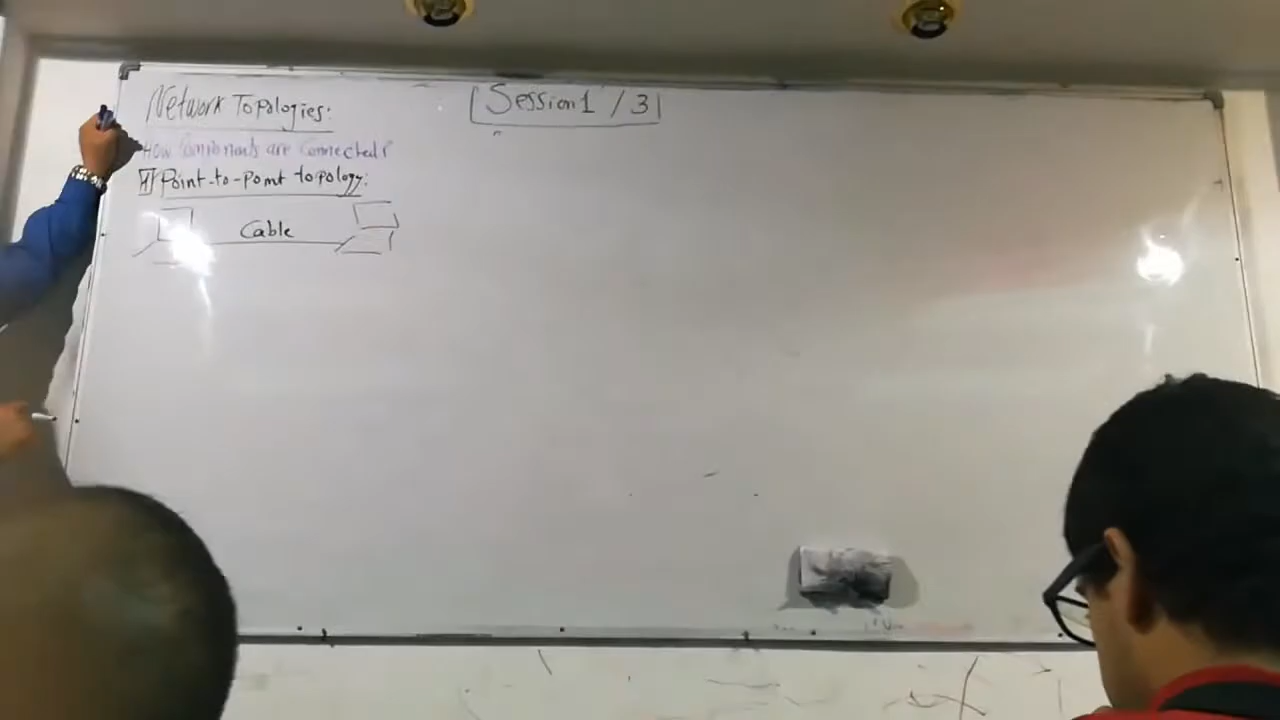 Network Topologies:
Session 1 / 3
How Components are Connected?
1 Point-to-Point topology:
Cable